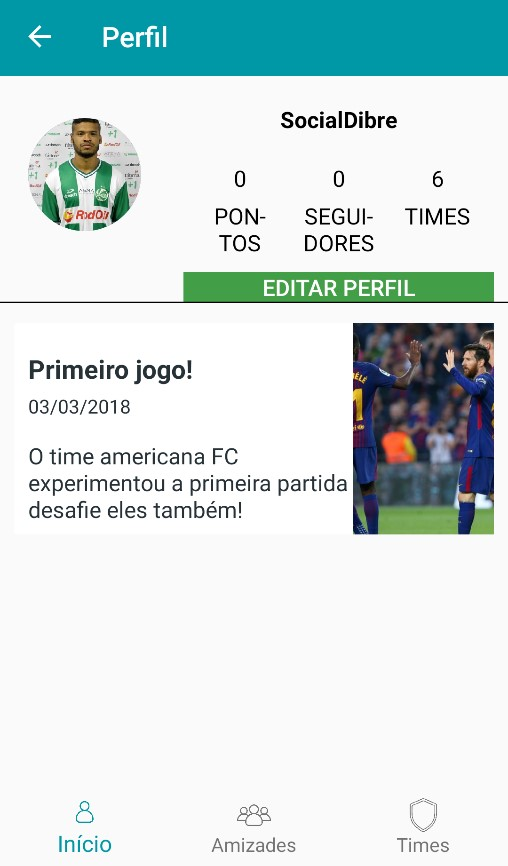 Perfil
SocialDibre
0
0
6
PON-
TOS
SEGUI-
DORES
TIMES
EDITAR PERFIL
Primeiro jogo!
03/03/2018
O time americana FC
experimentou a primeira partida
desafie eles também!
RodOil
Início
Amizades
Times